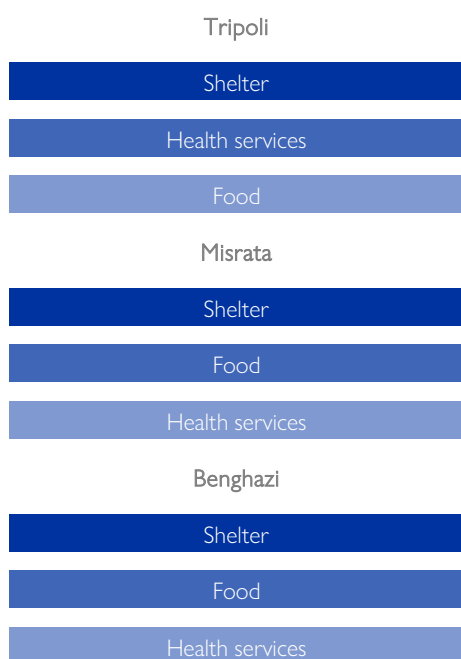 Tripoli
Shelter
Health services
Food
Misrata
Shelter
Food
Health services
Benghazi
Shelter
Food
Health services